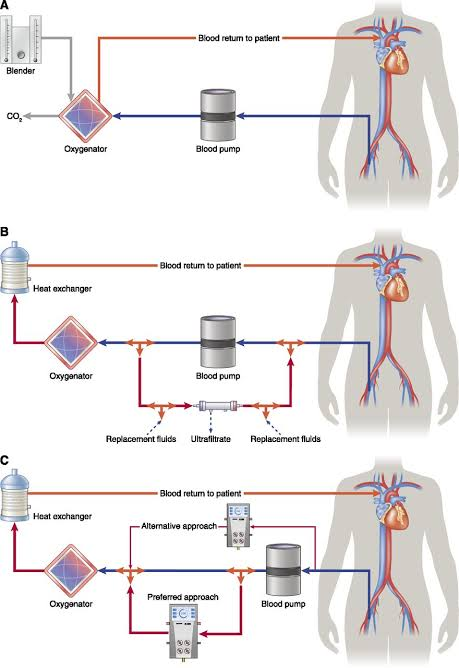 A
Blood return to patient
Blender
CO2
Oxygenator
Blood pump
B
Blood return to patient
Heat exchanger
Oxygenator
Blood pump
Replacement fluids
Ultrafiltrate
Replacement fluids
C
Blood return to patient
Heat exchanger
Alternative approach
Oxygenator
Blood pump
Preferred approach